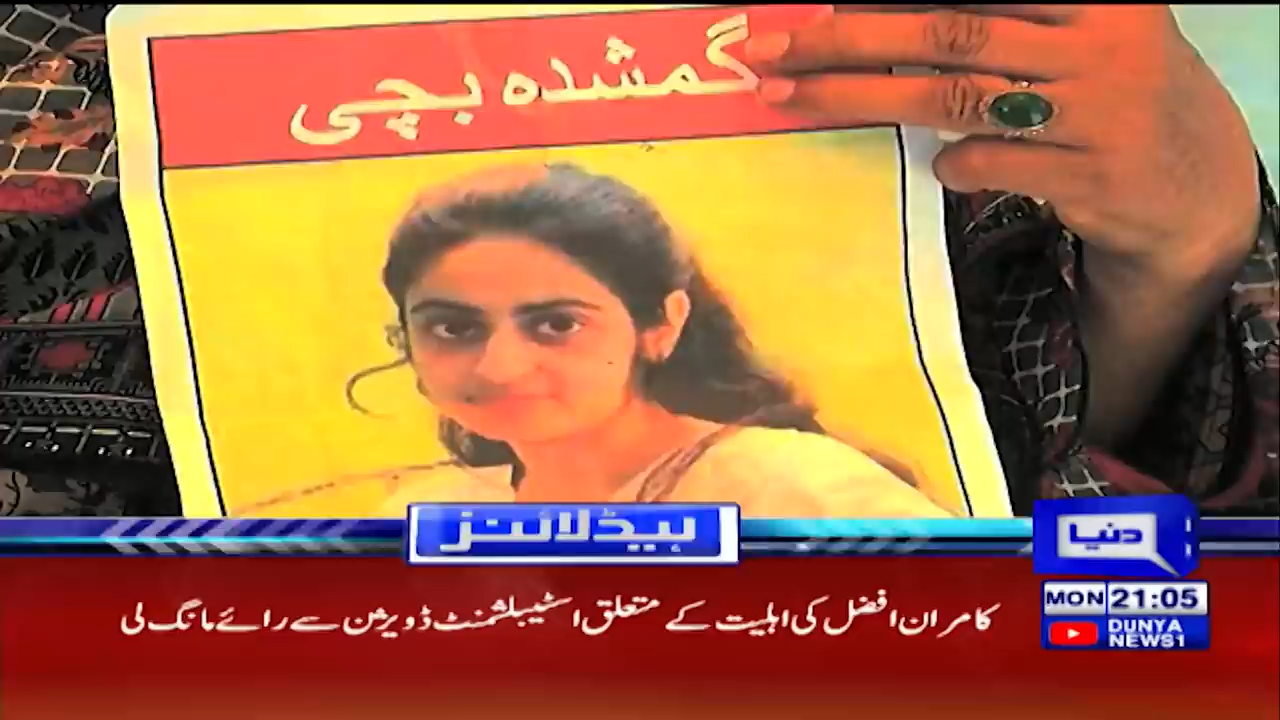 گمشدہ بچی
ہیڈلائنز
دنیا
کامران افضل کی اہلیت کے متعلق اسٹیبلشمنٹ ڈویژن سے رائے مانگ لی
MON 21:05
DUNYA
NEWS1